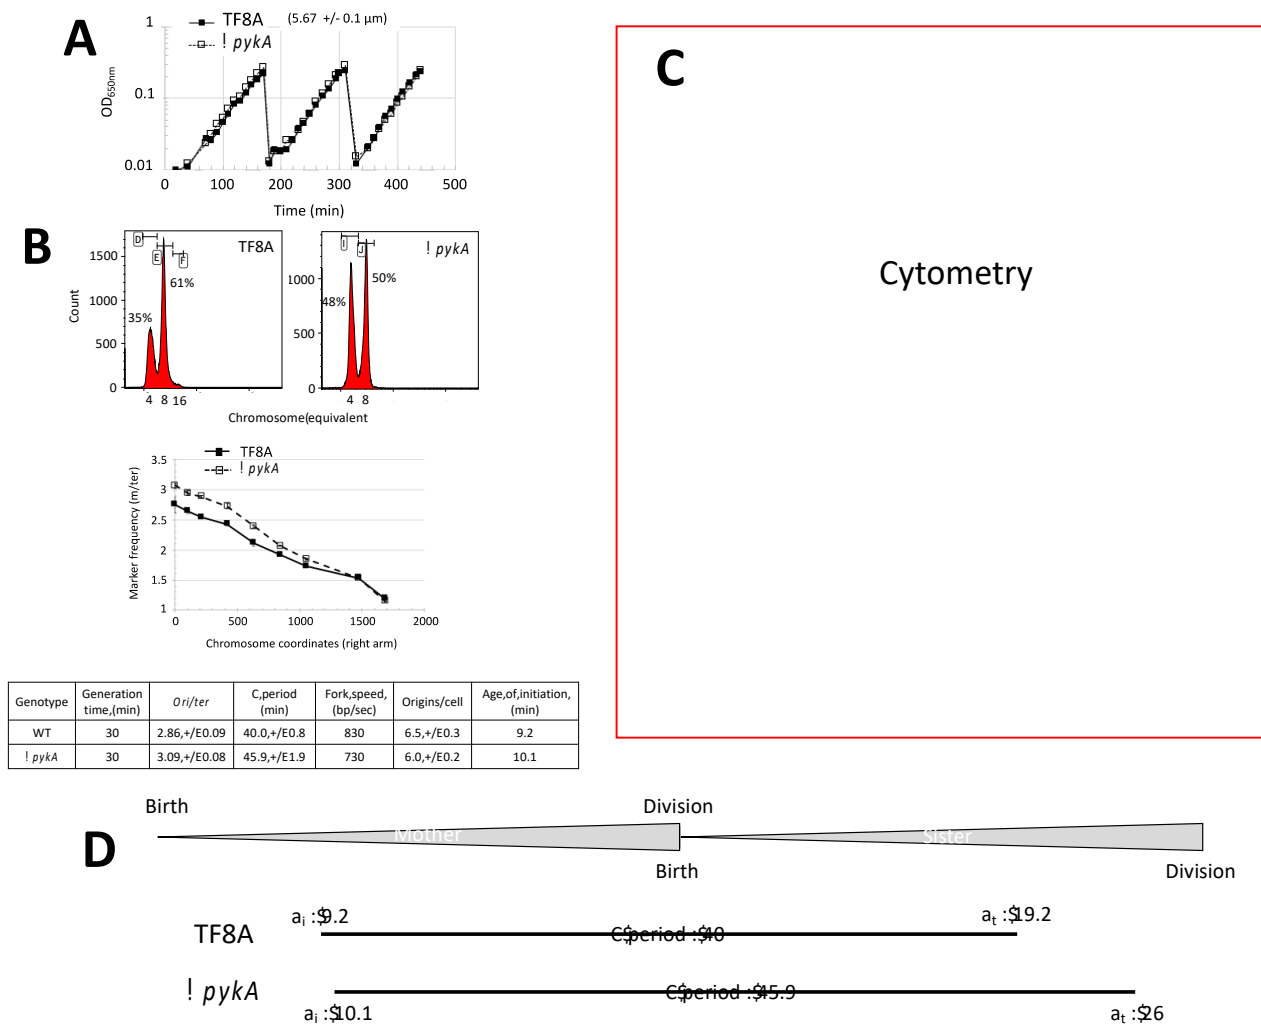 A
TF8A (5.67 +/- 0.1 µm)
! pykA
OD650nm
1
0.1
0.01
0 100 200 300 400 500
Time (min)
B
D
E
F
TF8A
61%
35%
Count
1500
1000
500
0
4 8 16
I
J
! pykA
50%
48%
1000
500
0
4 8
Chromosome(equivalent
TF8A
! pykA
Marker frequency (m/ter)
3.5
3
2.5
2
1.5
1
0 500 1000 1500 2000
Chromosome coordinates (right arm)
Genotype Generation time,(min) Ori/ter C,period (min) Fork,speed, (bp/sec) Origins/cell Age,of,initiation, (min)
WT 30 2.86,+/E0.09 40.0,+/E0.8 830 6.5,+/E0.3 9.2
! pykA 30 3.09,+/E0.08 45.9,+/E1.9 730 6.0,+/E0.2 10.1
C
Cytometry
D
Birth Division
Mother Sister
Birth Division
TF8A
ai :$9.2
C$period :$40
at :$19.2
! pykA
ai :$10.1
C$period :$45.9
at :$26